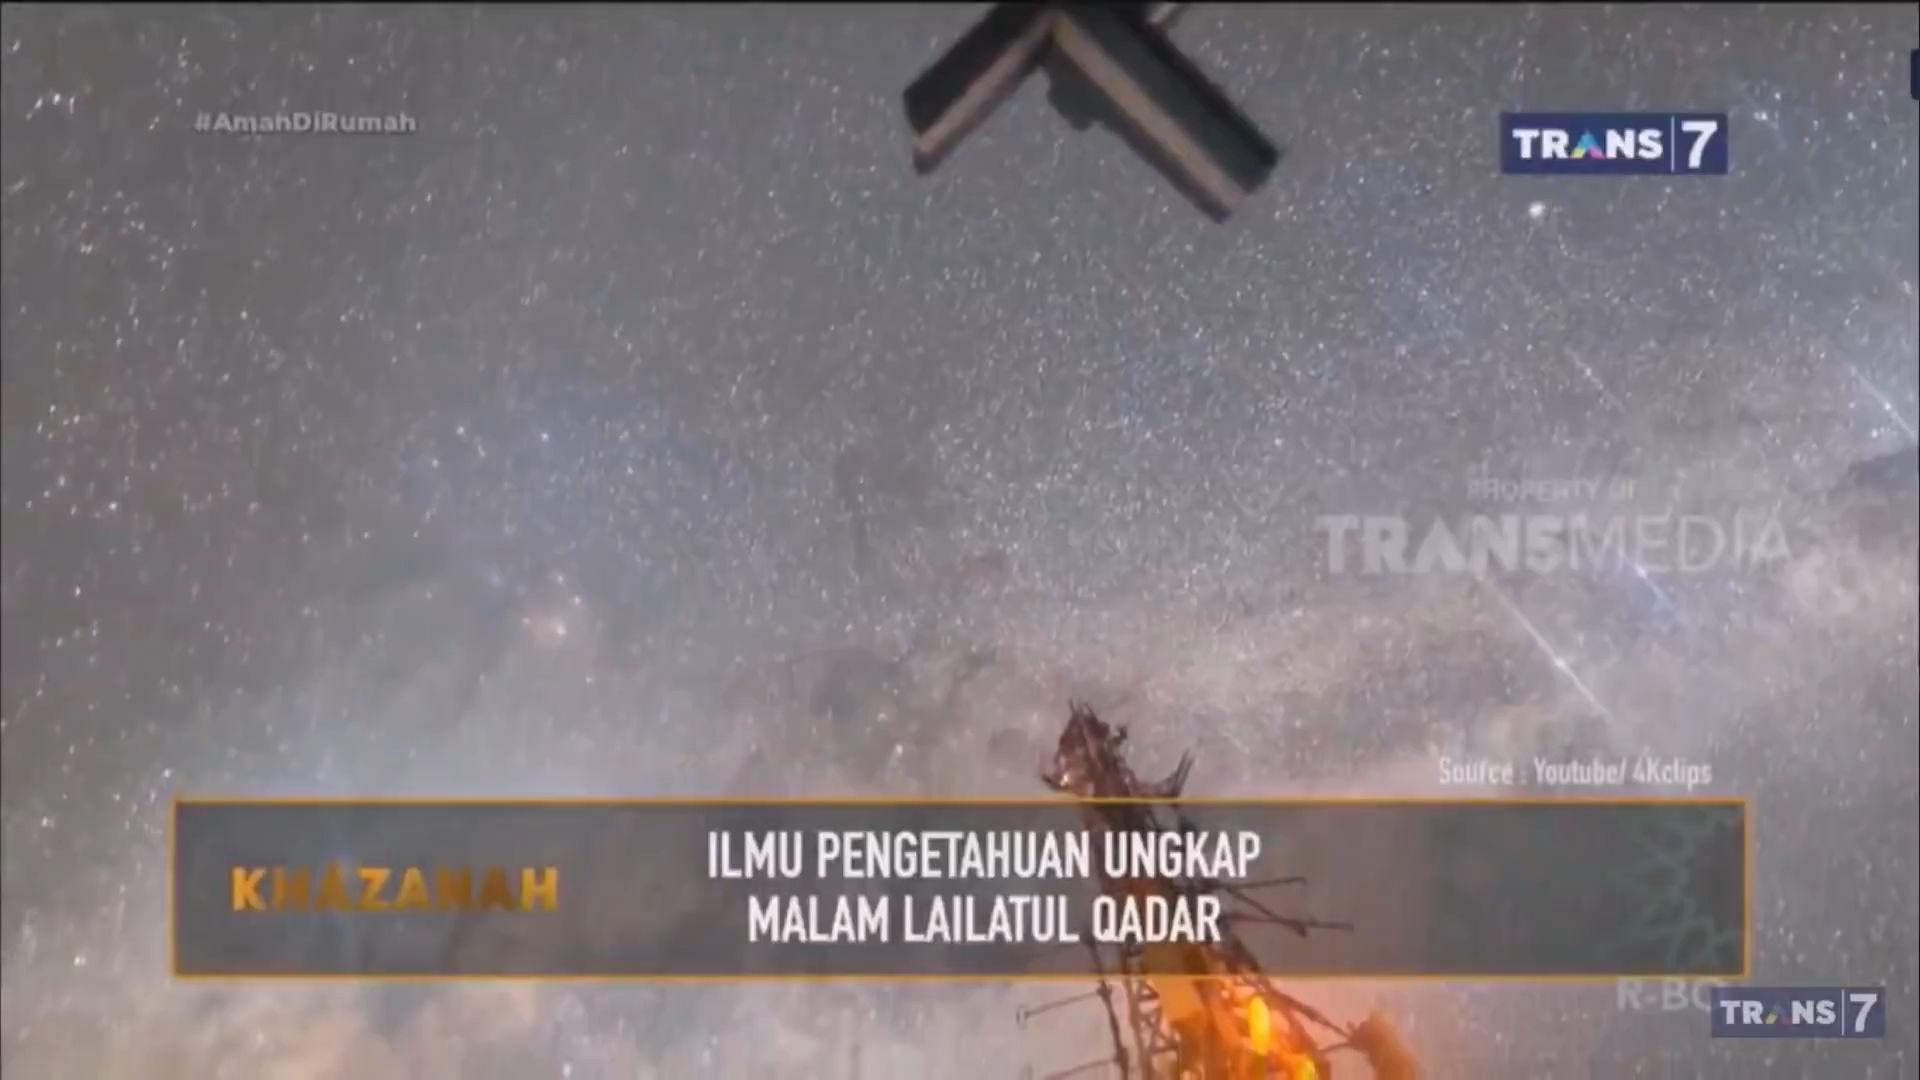 #AmanDiRumah
TRANS|7
PROPERTY OF
TRANSMEDIA
Source : Youtube/ 4Kclips
KHAZANAH
ILMU PENGETAHUAN UNGKAP
MALAM LAILATUL QADAR
TRANS|7